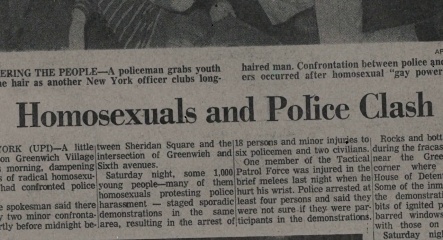 AP
ERING THE PEOPLE—A policeman grabs youth
he hair as another New York officer clubs long-
haired man. Confrontation between police and
ers occurred after homosexual "gay power
Homosexuals and Police Clash
YORK (UPI)—A little
on Greenwich Village
morning, dampening
of radical homosexu-
had confronted police
e spokesman said there
two minor confronta-
rtly before midnight be-
tween Sheridan Square and the
intersection of Greenwich and
Sixth avenues.
Saturday night, some 1,000
young people—many of them
homosexuals protesting police
harassment — staged sporadic
demonstrations in the same
area, resulting in the arrest of
18 persons and minor injuries to
six policemen and two civilians.
One member of the Tactical
Patrol Force was injured in the
brief melees last night when he
hurt his wrist. Police arrested at
least four persons and said they
were not sure if they were par-
ticipants in the demonstrations.
Rocks and bott
during the fracas
near the Gree
corner where
House of Deten
Some of the inm
the demonstrati
bits of ignited p
barred windows
with those on
Saturday nig